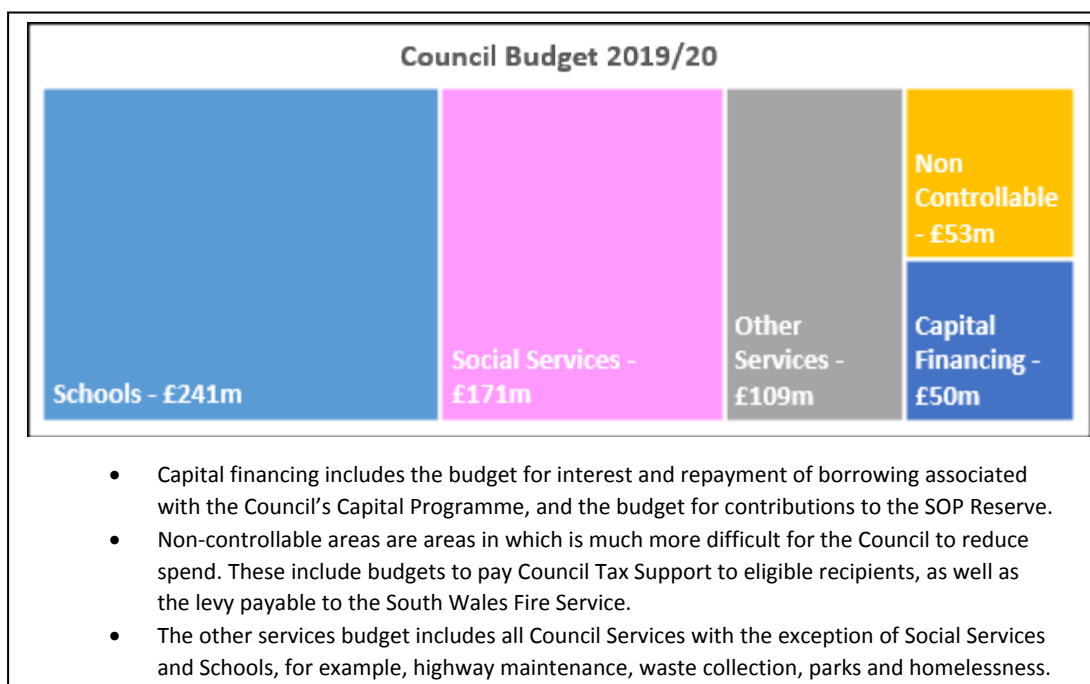 Council Budget 2019/20
Schools - £241m
Social Services -
£171m
Other
Services -
£109m
Non
Controllable
- £53m
Capital
Financing -
£50m
• Capital financing includes the budget for interest and repayment of borrowing associated
with the Council’s Capital Programme, and the budget for contributions to the SOP Reserve.
• Non-controllable areas are areas in which is much more difficult for the Council to reduce
spend. These include budgets to pay Council Tax Support to eligible recipients, as well as
the levy payable to the South Wales Fire Service.
• The other services budget includes all Council Services with the exception of Social Services
and Schools, for example, highway maintenance, waste collection, parks and homelessness.